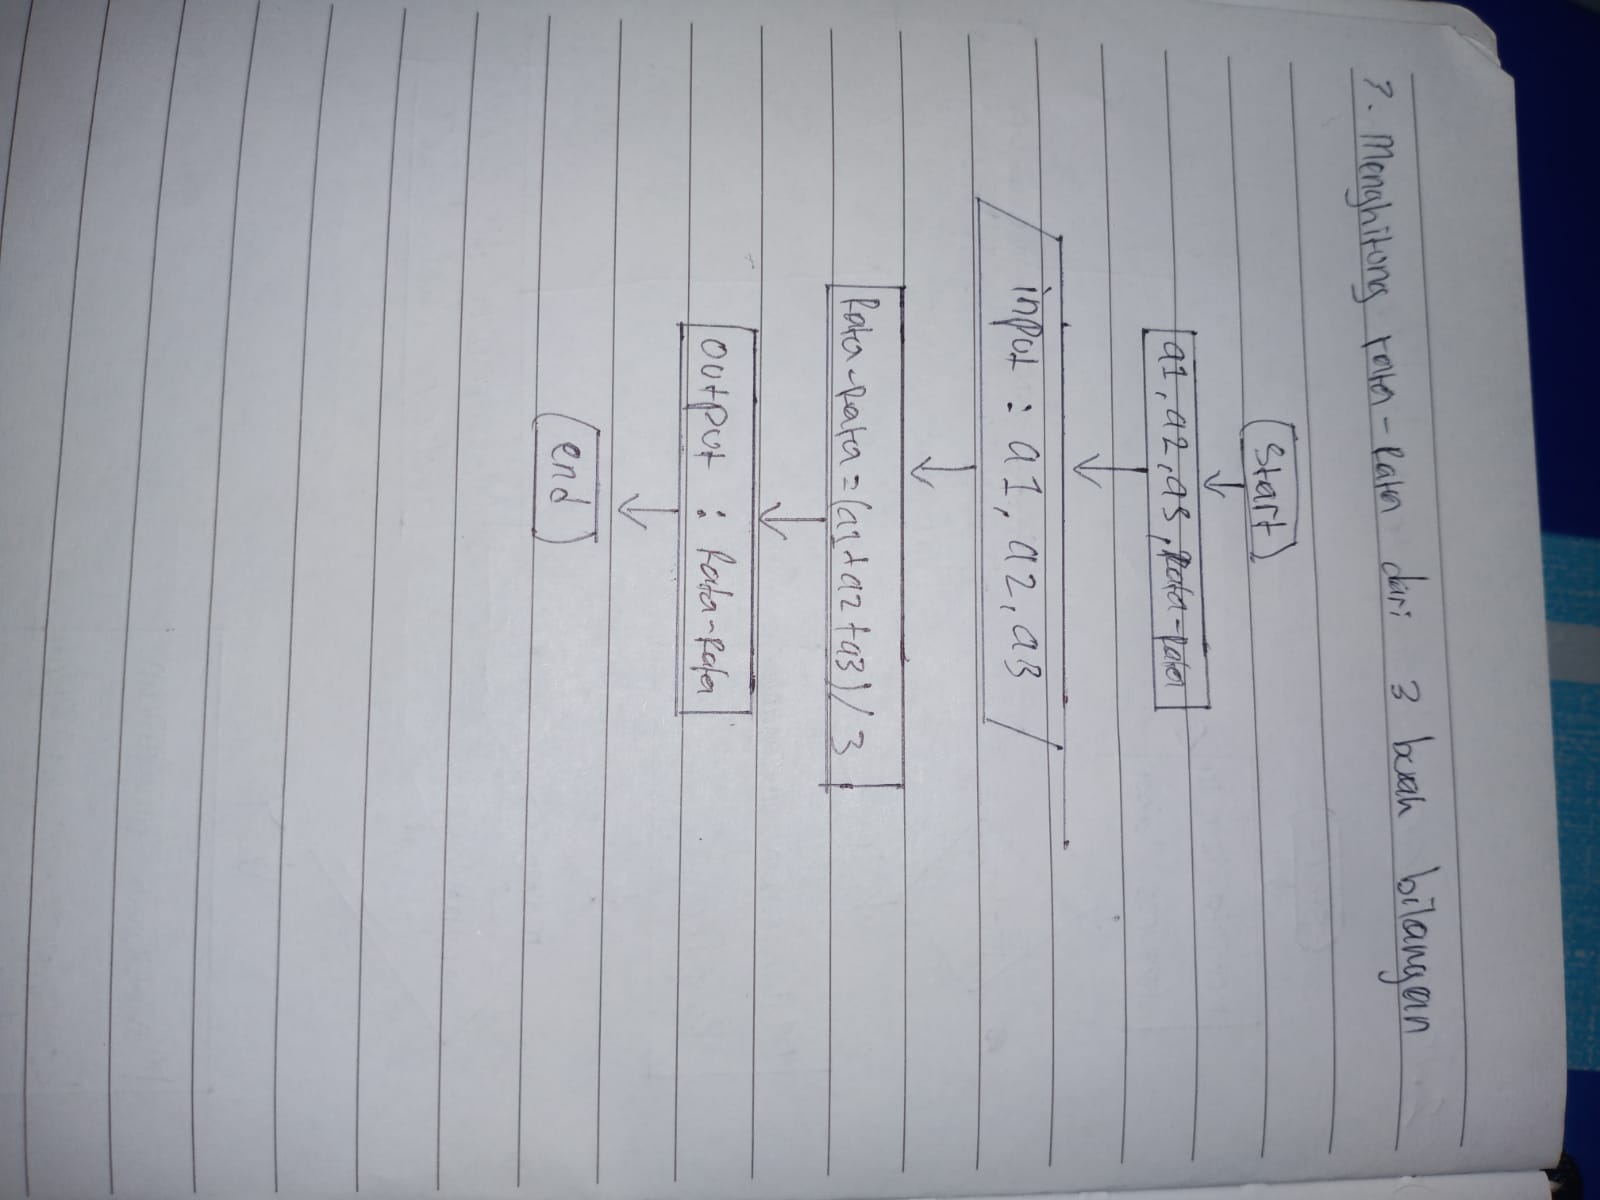 7. Menghitung rata-rata dari 3 buah bilangan
Start
a1, a2, a3, Rata-Rata
input : a1, a2, a3
Rata-Rata = (a1 + a2 + a3) / 3
output : Rata-Rata
end